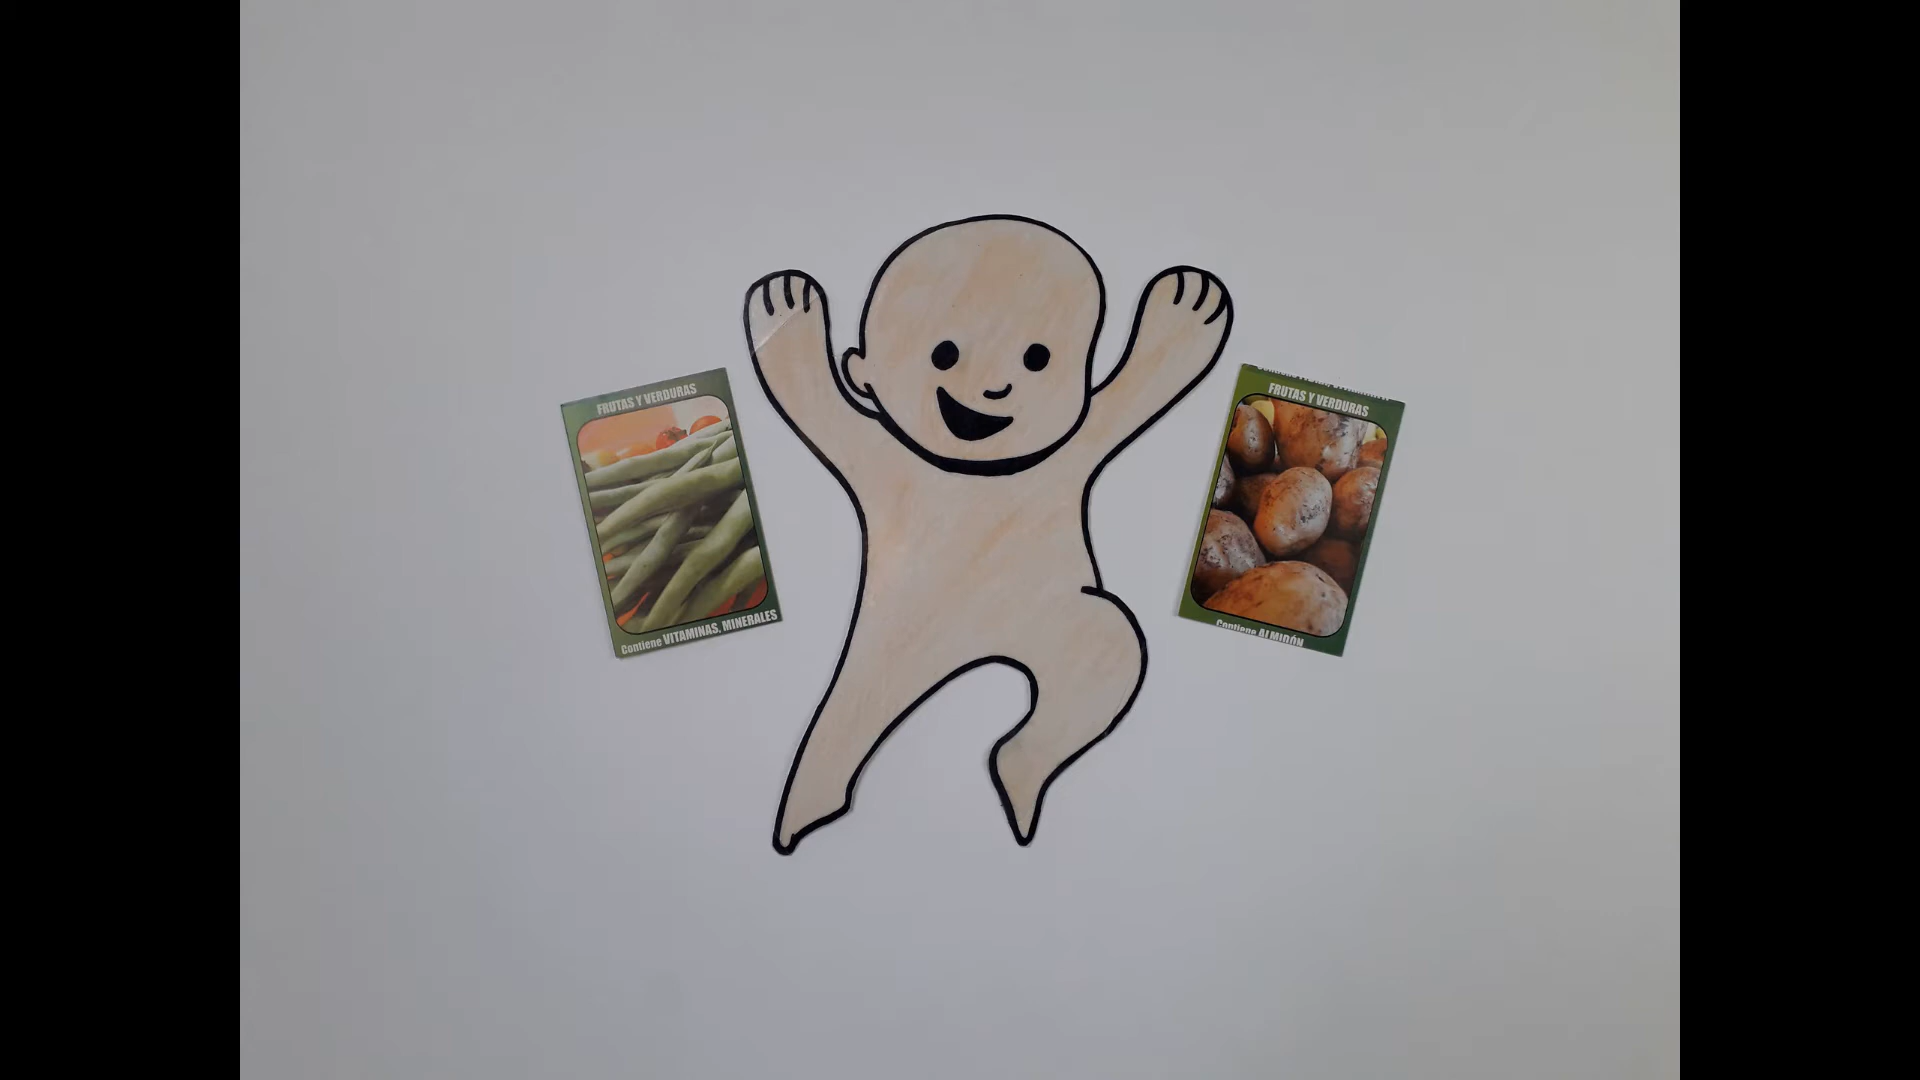 FRUTAS Y VERDURAS
Contiene VITAMINAS, MINERALES
FRUTAS Y VERDURAS
Contiene ALMIDÓN